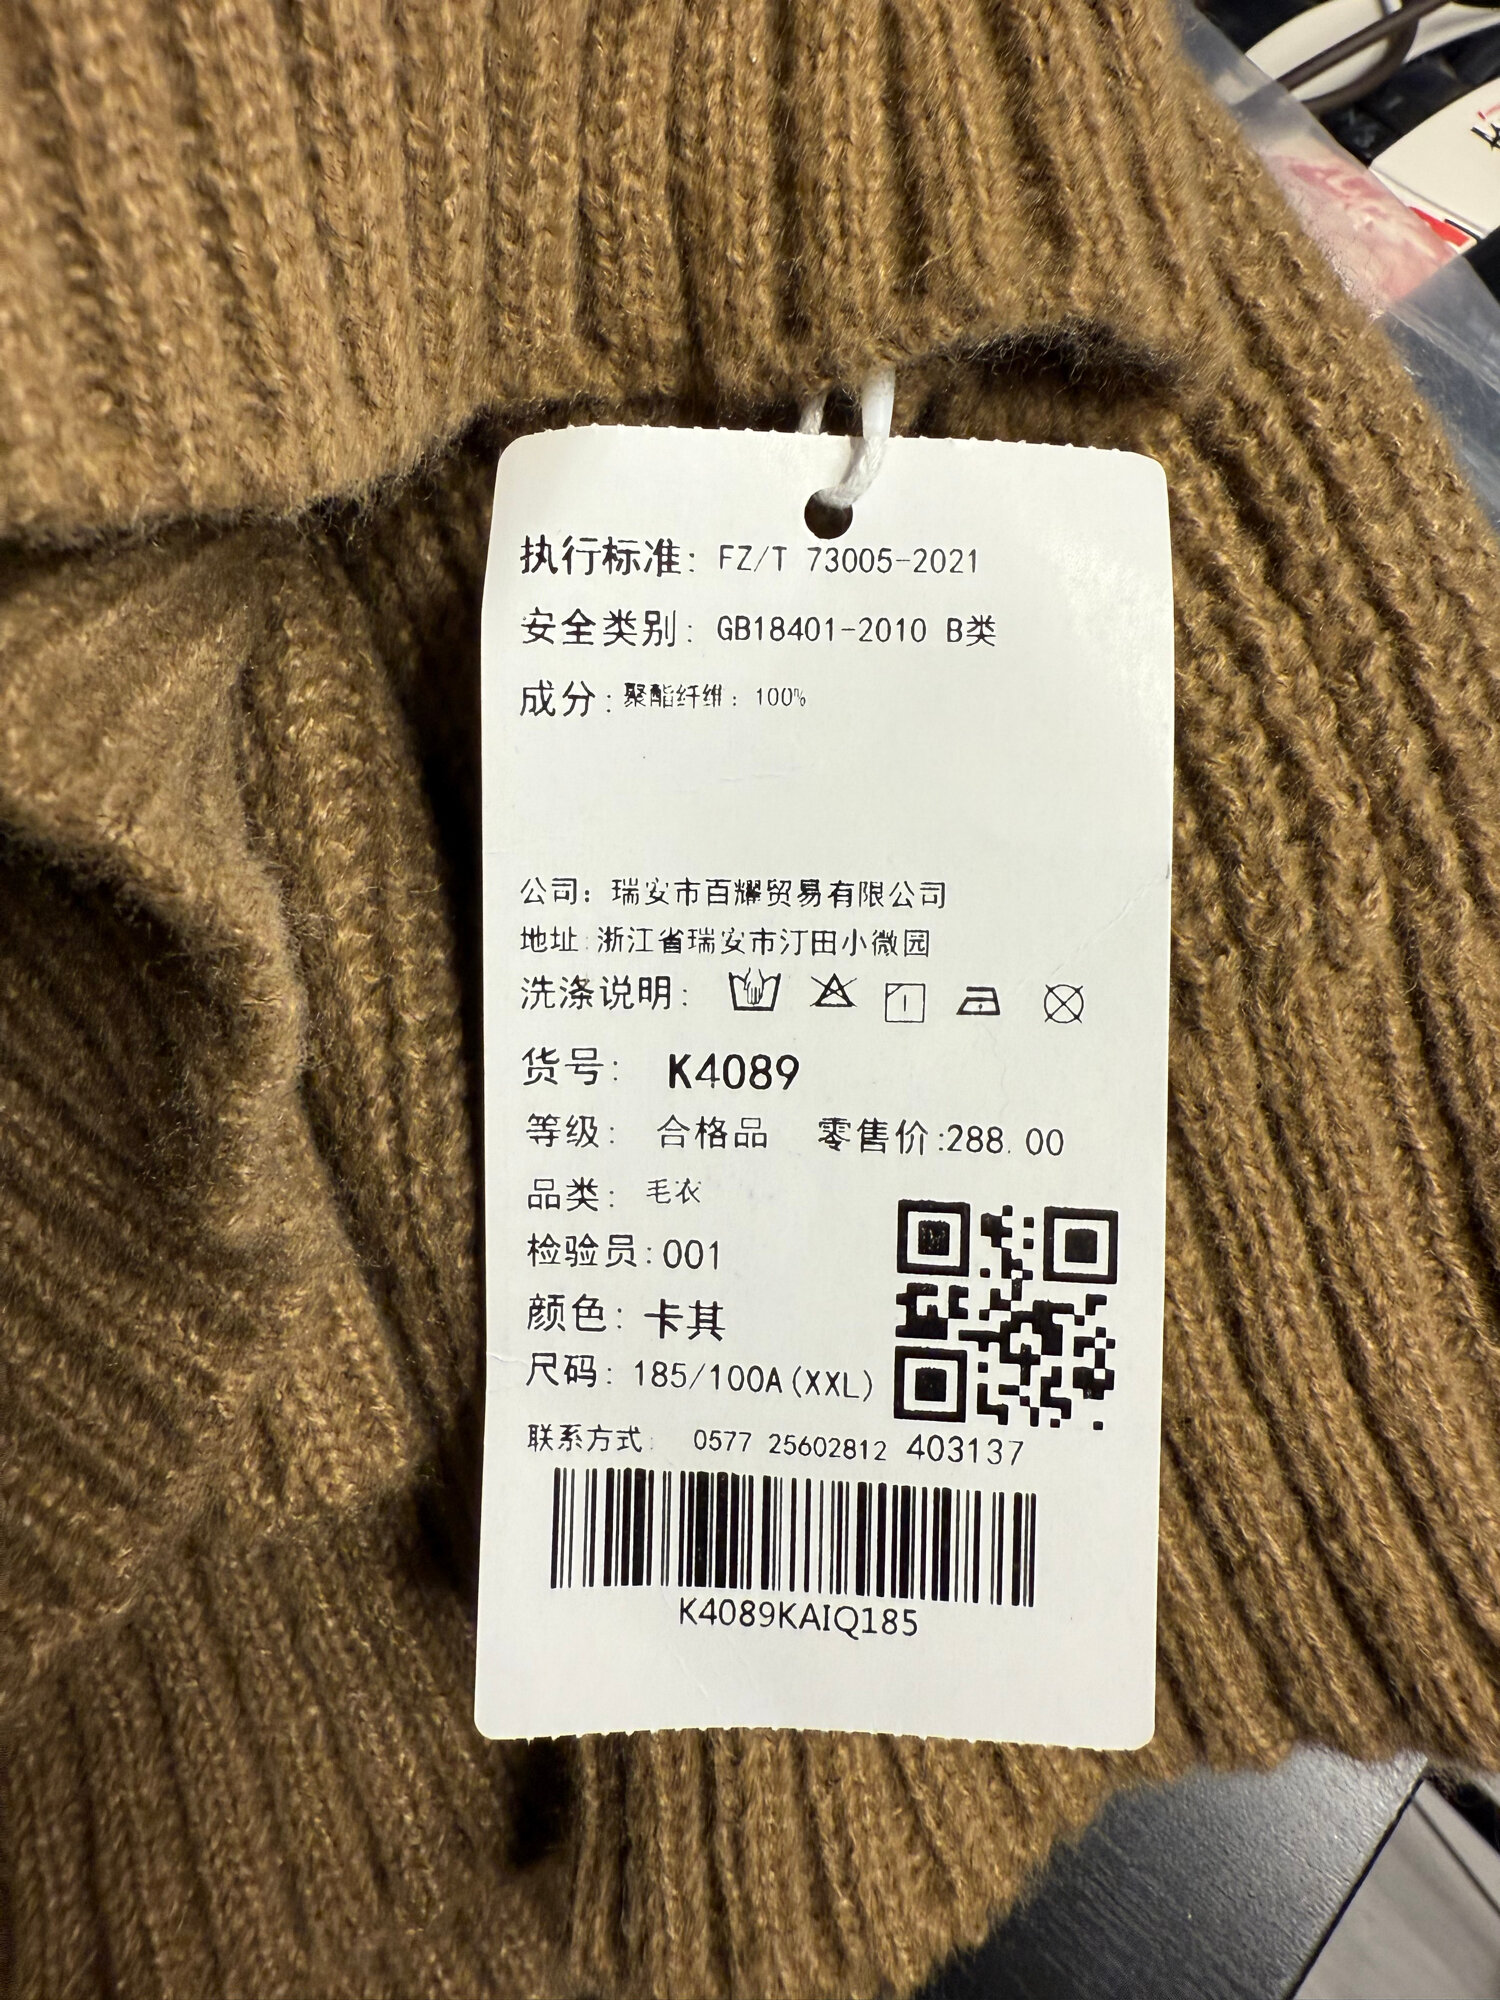 执行标准: FZ/T 73005-2021
安全类别: GB18401-2010 B类
成分: 聚酯纤维: 100%
公司: 瑞安市百耀贸易有限公司
地址:浙江省瑞安市汀田小微园
洗涤说明:
货号: K4089
等级: 合格品 零售价:288.00
品类: 毛衣
检验员:001
颜色: 卡其
尺码: 185/100A(XXL)
联系方式: 0577 25602812 403137
K4089KAIQ185